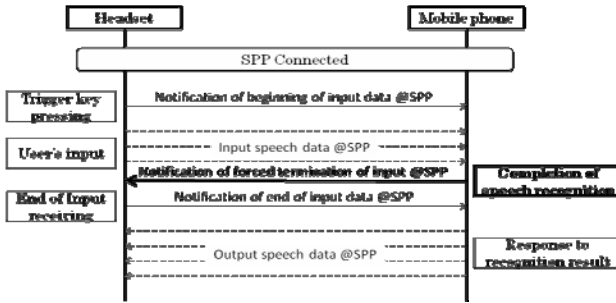 Headset
Mobile phone
SPP Connected
Trigger key
pressing
Notification of beginning of input data @SPP
User's input
Input speech data @SPP
Notification of forced termination of input @SPP
Completion of
speech recognition
End of Input
receiving
Notification of end of input data @SPP
Output speech data @SPP
Response to
recognition result